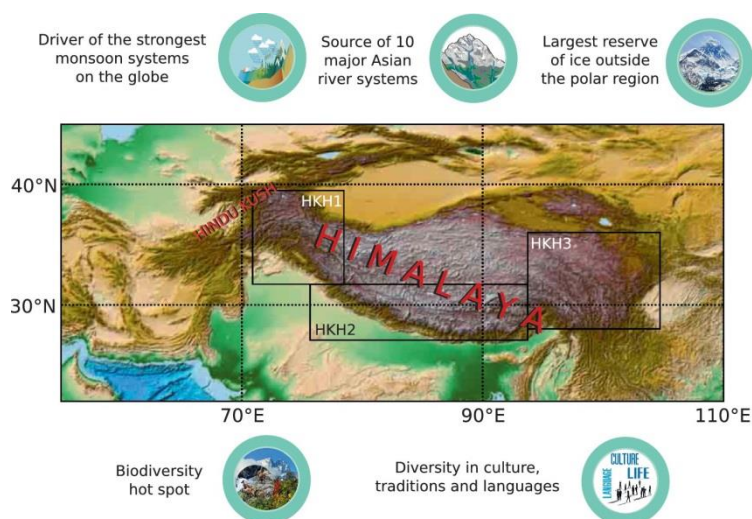 Driver of the strongest
monsoon systems
on the globe
Source of 10
major Asian
river systems
Largest reserve
of ice outside
the polar region
40°N
30°N
HINDU KUSH
HKH1
HIMALAYA
HKH3
HKH2
70°E
90°E
110°E
Biodiversity
hot spot
Diversity in culture,
traditions and languages
LANGUAGE
CULTURE
LIFE